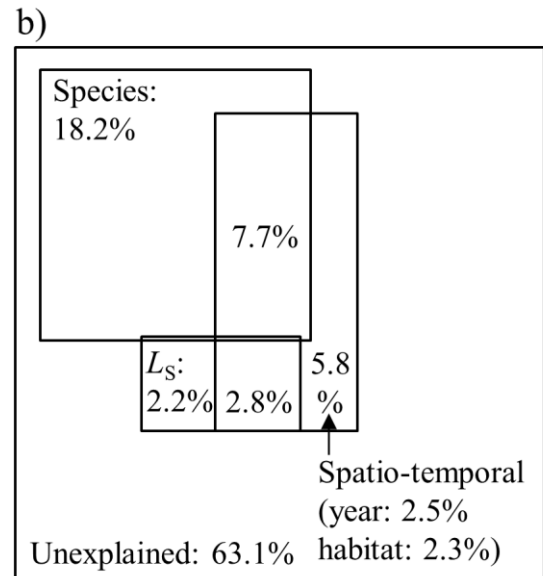 b)
Species:
18.2%
7.7%
L_S:
2.2%
2.8%
5.8
%
Spatio-temporal
(year: 2.5%
habitat: 2.3%)
Unexplained: 63.1%